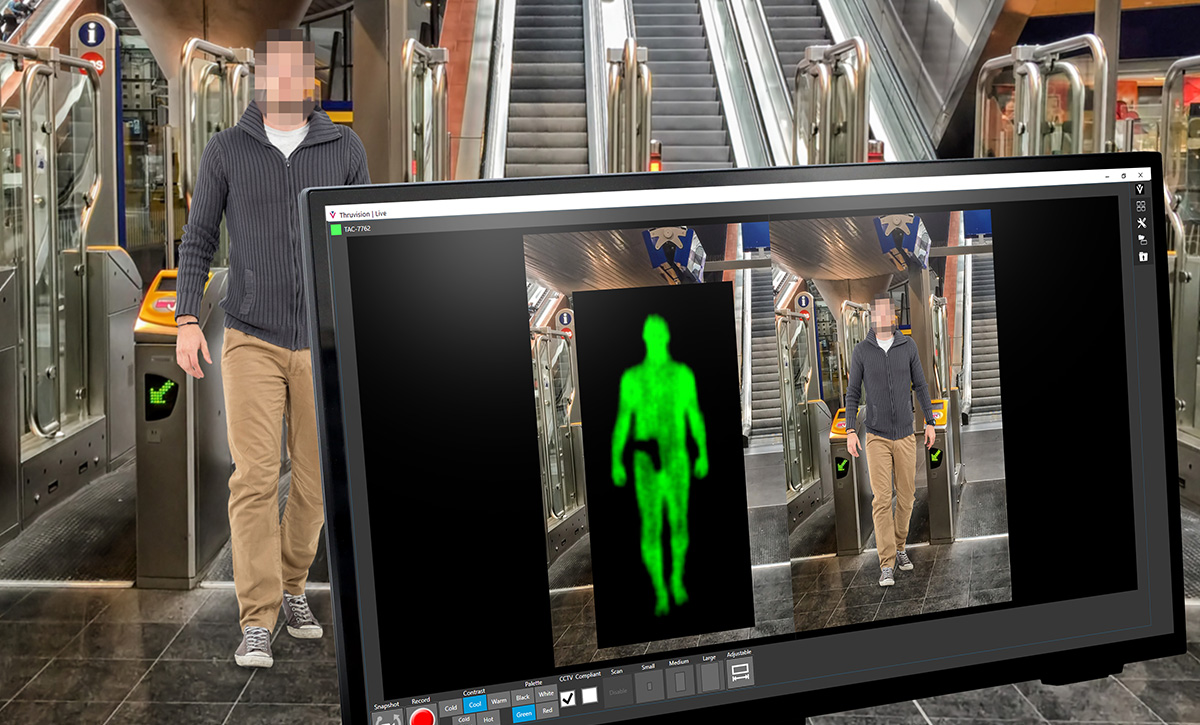 i
ns
Thruvision | Live
TAC-7762
i
i
Snapshot
Record
Contrast
Cold Cool Warm
Cold Hot
Palette
Black White
Green Red
CCTV Compliant
Scan
Disable
Small
Medium
Large
Adjustable